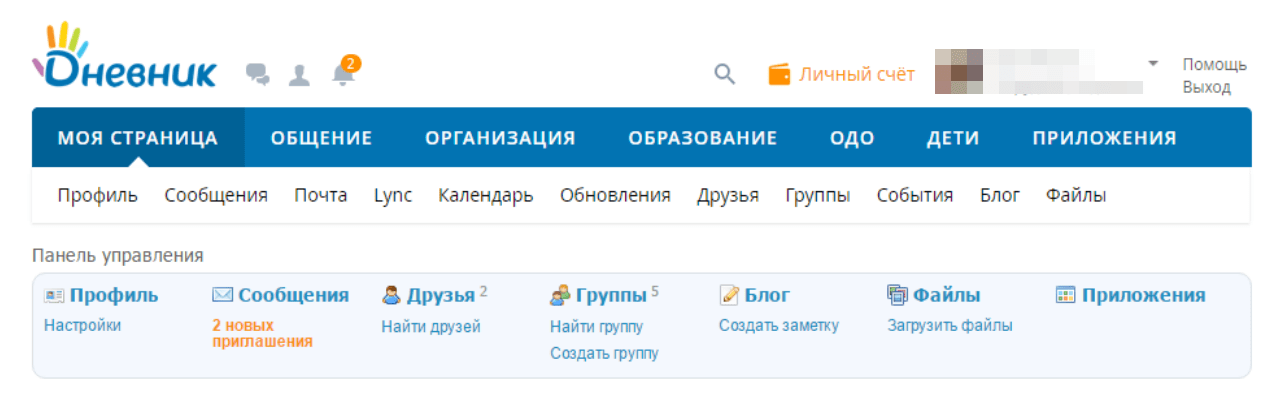 Дневник
2
Личный счёт
Помощь
Выход
МОЯ СТРАНИЦА ОБЩЕНИЕ ОРГАНИЗАЦИЯ ОБРАЗОВАНИЕ ОДО ДЕТИ ПРИЛОЖЕНИЯ
Профиль Сообщения Почта Lync Календарь Обновления Друзья Группы События Блог Файлы
Панель управления
Профиль Сообщения Друзья 2 Группы 5 Блог Файлы Приложения
Настройки 2 новых Найти друзей Найти группу Создать заметку Загрузить файлы
приглашения
Создать группу